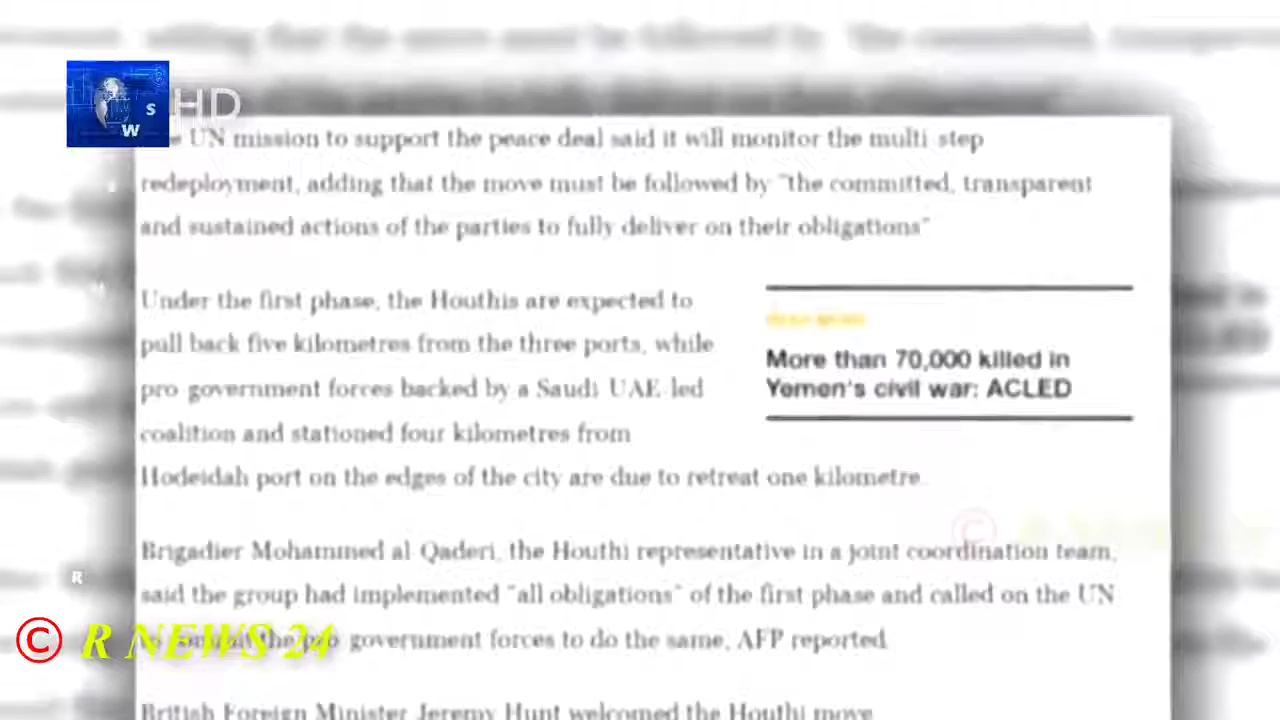 S
W
HD
UN mission to support the peace deal said it will monitor the multi step
redeployment, adding that the move must be followed by "the committed, transparent
and sustained actions of the parties to fully deliver on their obligations"
Under the first phase, the Houthis are expected to
pull back five kilometres from the three ports, while
pro government forces backed by a Saudi UAE led
coalition and stationed four kilometres from
Hodeidah port on the edges of the city are due to retreat one kilometre.
READ MORE
More than 70,000 killed in
Yemen's civil war: ACLED
Brigadier Mohammed al Qaderi, the Houthi representative in a joint coordination team,
said the group had implemented "all obligations" of the first phase and called on the UN
the pro government forces to do the same, AFP reported.
R
© R NEWS 24
British Foreign Minister Jeremy Hunt welcomed the Houthi move